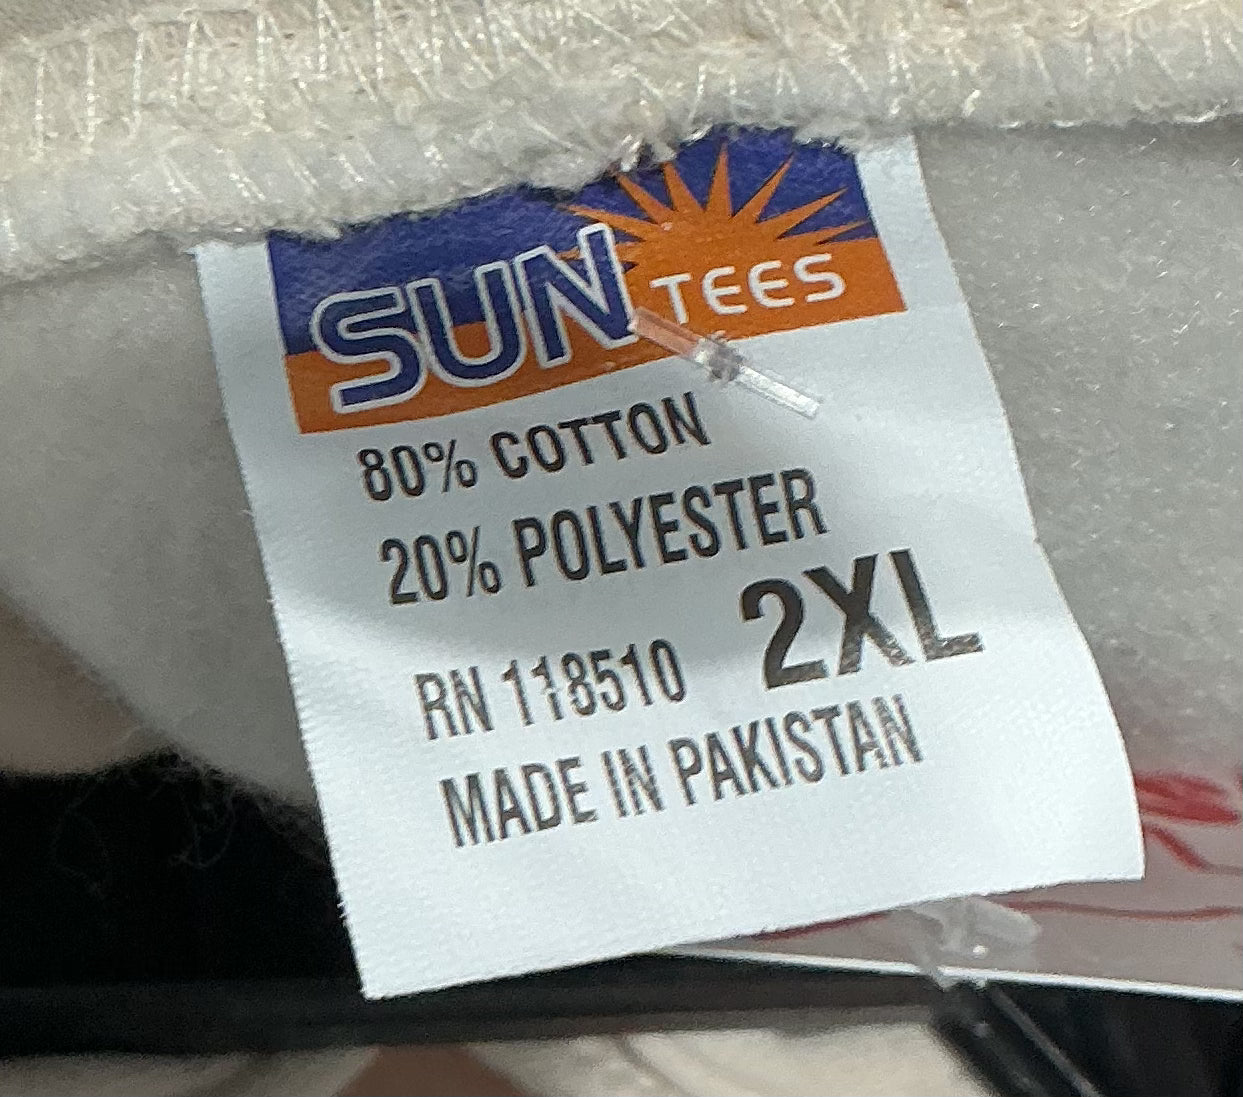 SUN TEES
80% COTTON
20% POLYESTER
2XL
RN 118510
MADE IN PAKISTAN